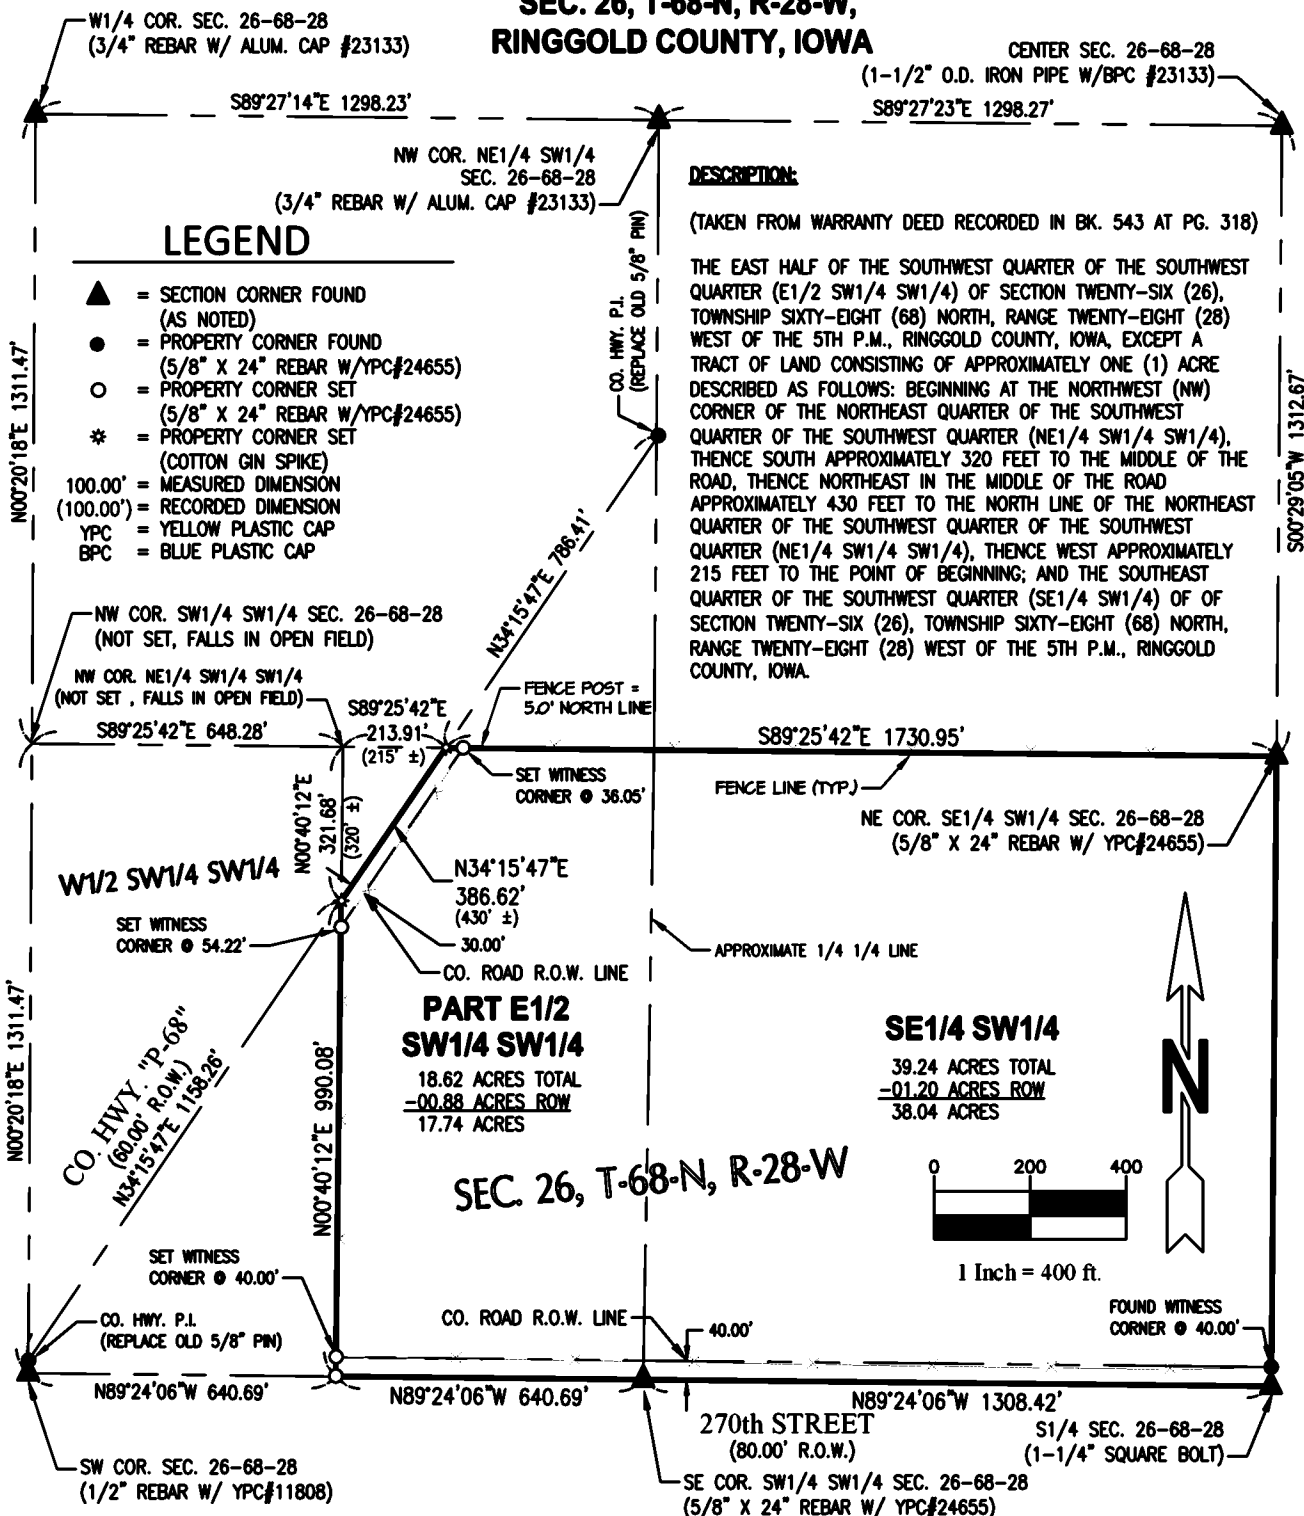 SEC. 26, T-68-N, R-28-W,
RINGGOLD COUNTY, IOWA
W1/4 COR. SEC. 26-68-28
(3/4" REBAR W/ ALUM. CAP #23133)
CENTER SEC. 26-68-28
(1-1/2" O.D. IRON PIPE W/BPC #23133)
S89°27'14"E 1298.23'
S89°27'23"E 1298.27'
NW COR. NE1/4 SW1/4
SEC. 26-68-28
(3/4" REBAR W/ ALUM. CAP #23133)
LEGEND
= SECTION CORNER FOUND
(AS NOTED)
= PROPERTY CORNER FOUND
(5/8" X 24" REBAR W/YPC#24655)
= PROPERTY CORNER SET
(5/8" X 24" REBAR W/YPC#24655)
= PROPERTY CORNER SET
(COTTON GIN SPIKE)
100.00' = MEASURED DIMENSION
(100.00') = RECORDED DIMENSION
YPC = YELLOW PLASTIC CAP
BPC = BLUE PLASTIC CAP
N00°20'18"E 1311.47'
CO. HWY. P.I.
(REPLACE OLD 5/8" PIN)
DESCRIPTION:
(TAKEN FROM WARRANTY DEED RECORDED IN BK. 543 AT PG. 318)
THE EAST HALF OF THE SOUTHWEST QUARTER OF THE SOUTHWEST
QUARTER (E1/2 SW1/4 SW1/4) OF SECTION TWENTY-SIX (26),
TOWNSHIP SIXTY-EIGHT (68) NORTH, RANGE TWENTY-EIGHT (28)
WEST OF THE 5TH P.M., RINGGOLD COUNTY, IOWA, EXCEPT A
TRACT OF LAND CONSISTING OF APPROXIMATELY ONE (1) ACRE
DESCRIBED AS FOLLOWS: BEGINNING AT THE NORTHWEST (NW)
CORNER OF THE NORTHEAST QUARTER OF THE SOUTHWEST
QUARTER OF THE SOUTHWEST QUARTER (NE1/4 SW1/4 SW1/4),
THENCE SOUTH APPROXIMATELY 320 FEET TO THE MIDDLE OF THE
ROAD, THENCE NORTHEAST IN THE MIDDLE OF THE ROAD
APPROXIMATELY 430 FEET TO THE NORTH LINE OF THE NORTHEAST
QUARTER OF THE SOUTHWEST QUARTER OF THE SOUTHWEST
QUARTER (NE1/4 SW1/4 SW1/4), THENCE WEST APPROXIMATELY
215 FEET TO THE POINT OF BEGINNING; AND THE SOUTHEAST
QUARTER OF THE SOUTHWEST QUARTER (SE1/4 SW1/4) OF OF
SECTION TWENTY-SIX (26), TOWNSHIP SIXTY-EIGHT (68) NORTH,
RANGE TWENTY-EIGHT (28) WEST OF THE 5TH P.M., RINGGOLD
COUNTY, IOWA.
S00°29'05"W 1312.67'
N34°15'47"E 786.41'
NW COR. SW1/4 SW1/4 SEC. 26-68-28
(NOT SET, FALLS IN OPEN FIELD)
NW COR. NE1/4 SW1/4 SW1/4
(NOT SET , FALLS IN OPEN FIELD)
S89°25'42"E 648.28'
S89°25'42"E
213.91'
(215' ±)
FENCE POST =
5.0' NORTH LINE
S89°25'42"E 1730.95'
SET WITNESS
CORNER @ 36.05'
FENCE LINE (TYP.)
NE COR. SE1/4 SW1/4 SEC. 26-68-28
(5/8" X 24" REBAR W/ YPC#24655)
N00°40'12"E
321.68'
(320' ±)
W1/2 SW1/4 SW1/4
N34°15'47"E
386.62'
(430' ±)
30.00'
CO. ROAD R.O.W. LINE
SET WITNESS
CORNER @ 54.22'
APPROXIMATE 1/4 1/4 LINE
N00°20'18"E 1311.47'
CO. HWY. "P-68"
(60.00' R.O.W.)
N34°15'47"E 1158.26'
N00°40'12"E 990.08'
PART E1/2
SW1/4 SW1/4
18.62 ACRES TOTAL
-00.88 ACRES ROW
17.74 ACRES
SE1/4 SW1/4
39.24 ACRES TOTAL
-01.20 ACRES ROW
38.04 ACRES
N
SEC. 26, T-68-N, R-28-W
0 200 400
1 Inch = 400 ft.
SET WITNESS
CORNER @ 40.00'
CO. HWY. P.I.
(REPLACE OLD 5/8" PIN)
CO. ROAD R.O.W. LINE
40.00'
FOUND WITNESS
CORNER @ 40.00'
N89°24'06"W 640.69'
N89°24'06"W 640.69'
N89°24'06"W 1308.42'
270th STREET
(80.00' R.O.W.)
S1/4 SEC. 26-68-28
(1-1/4" SQUARE BOLT)
SW COR. SEC. 26-68-28
(1/2" REBAR W/ YPC#11808)
SE COR. SW1/4 SW1/4 SEC. 26-68-28
(5/8" X 24" REBAR W/ YPC#24655)